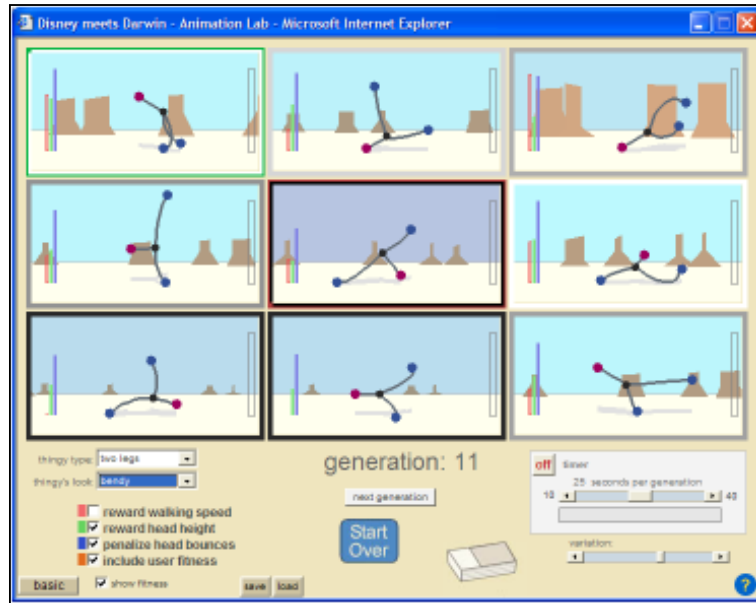 Disney meets Darwin - Animation Lab - Microsoft Internet Explorer
thingy type: two legs
thingy's look: bendy
reward walking speed
reward head height
penalize head bounces
include user fitness
basic
show fitness
save load
generation: 11
next generation
Start
Over
off timer
25 seconds per generation
10 40
variation:
?